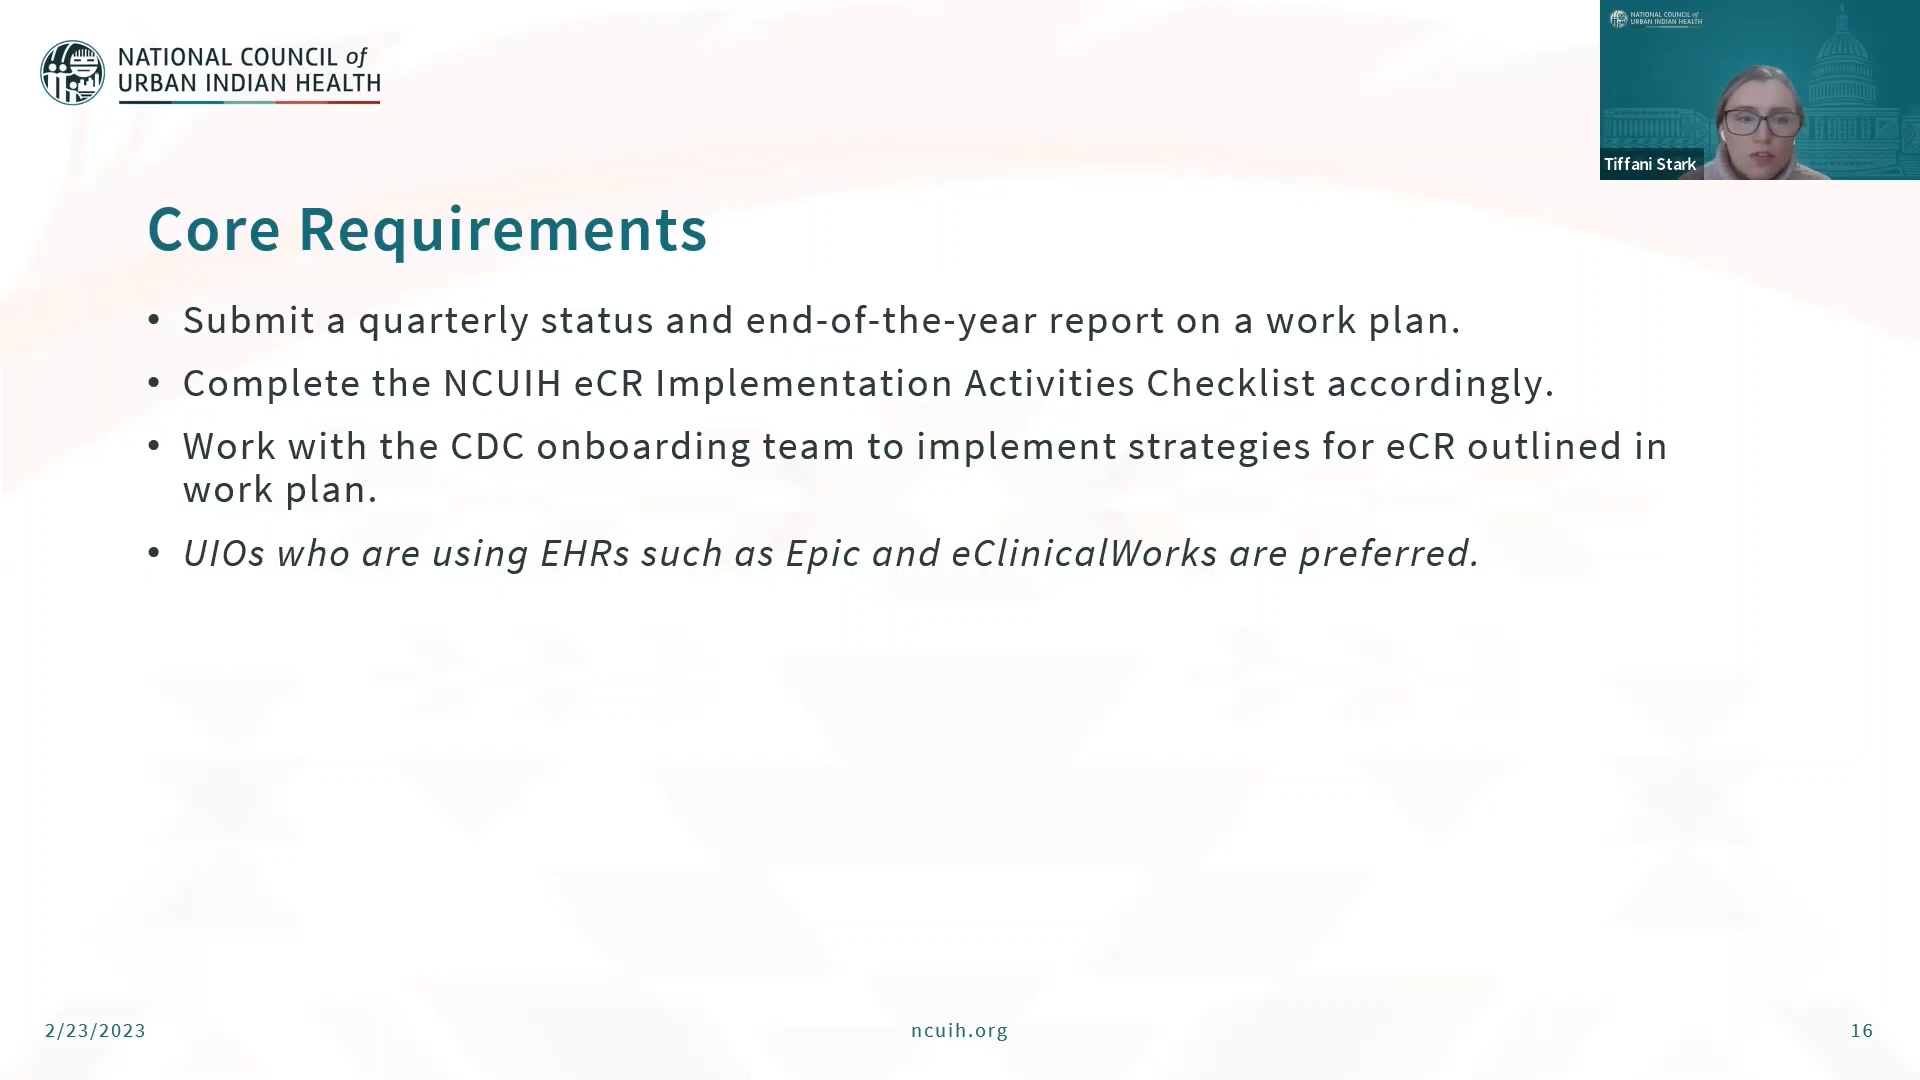 NATIONAL COUNCIL of
URBAN INDIAN HEALTH
NATIONAL COUNCIL of
URBAN INDIAN HEALTH
Tiffani Stark
Core Requirements
• Submit a quarterly status and end-of-the-year report on a work plan.
• Complete the NCUIH eCR Implementation Activities Checklist accordingly.
• Work with the CDC onboarding team to implement strategies for eCR outlined in
work plan.
• UIOs who are using EHRs such as Epic and eClinicalWorks are preferred.
2/23/2023
ncuih.org
16